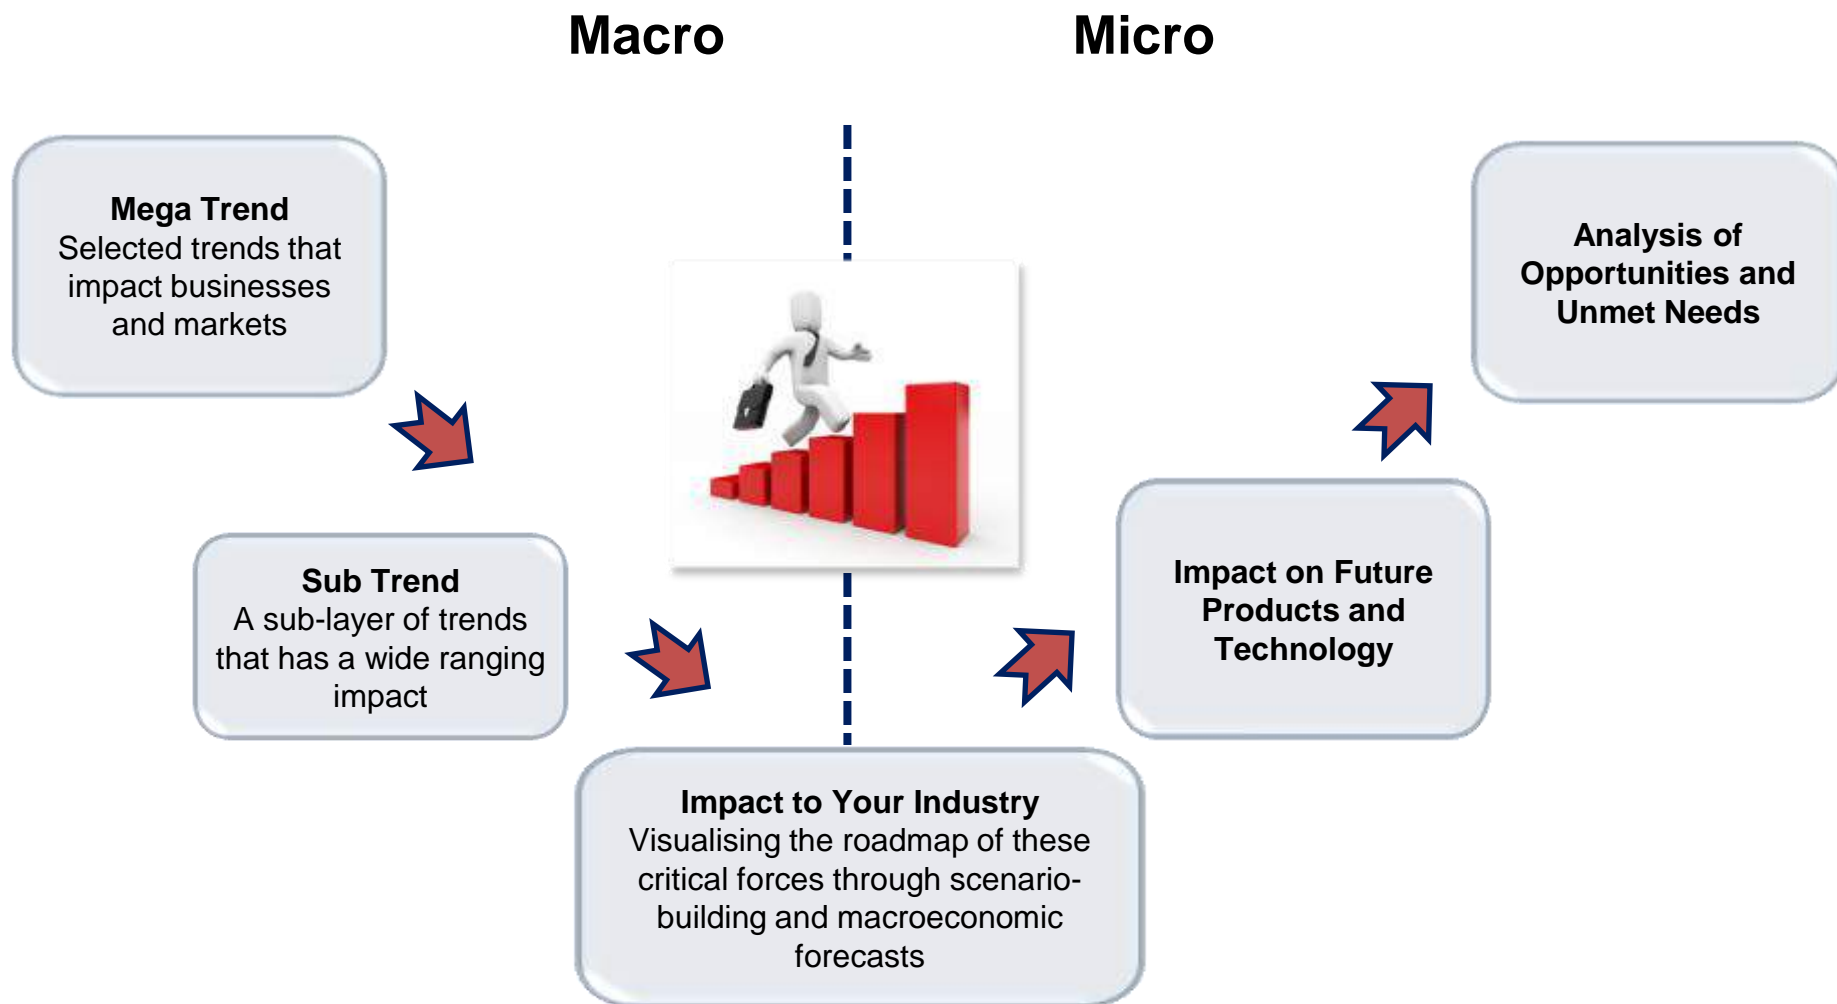 Macro
Micro
Mega Trend
Selected trends that
impact businesses
and markets
Analysis of
Opportunities and
Unmet Needs
Sub Trend
A sub-layer of trends
that has a wide ranging
impact
Impact on Future
Products and
Technology
Impact to Your Industry
Visualising the roadmap of these
critical forces through scenario-
building and macroeconomic
forecasts